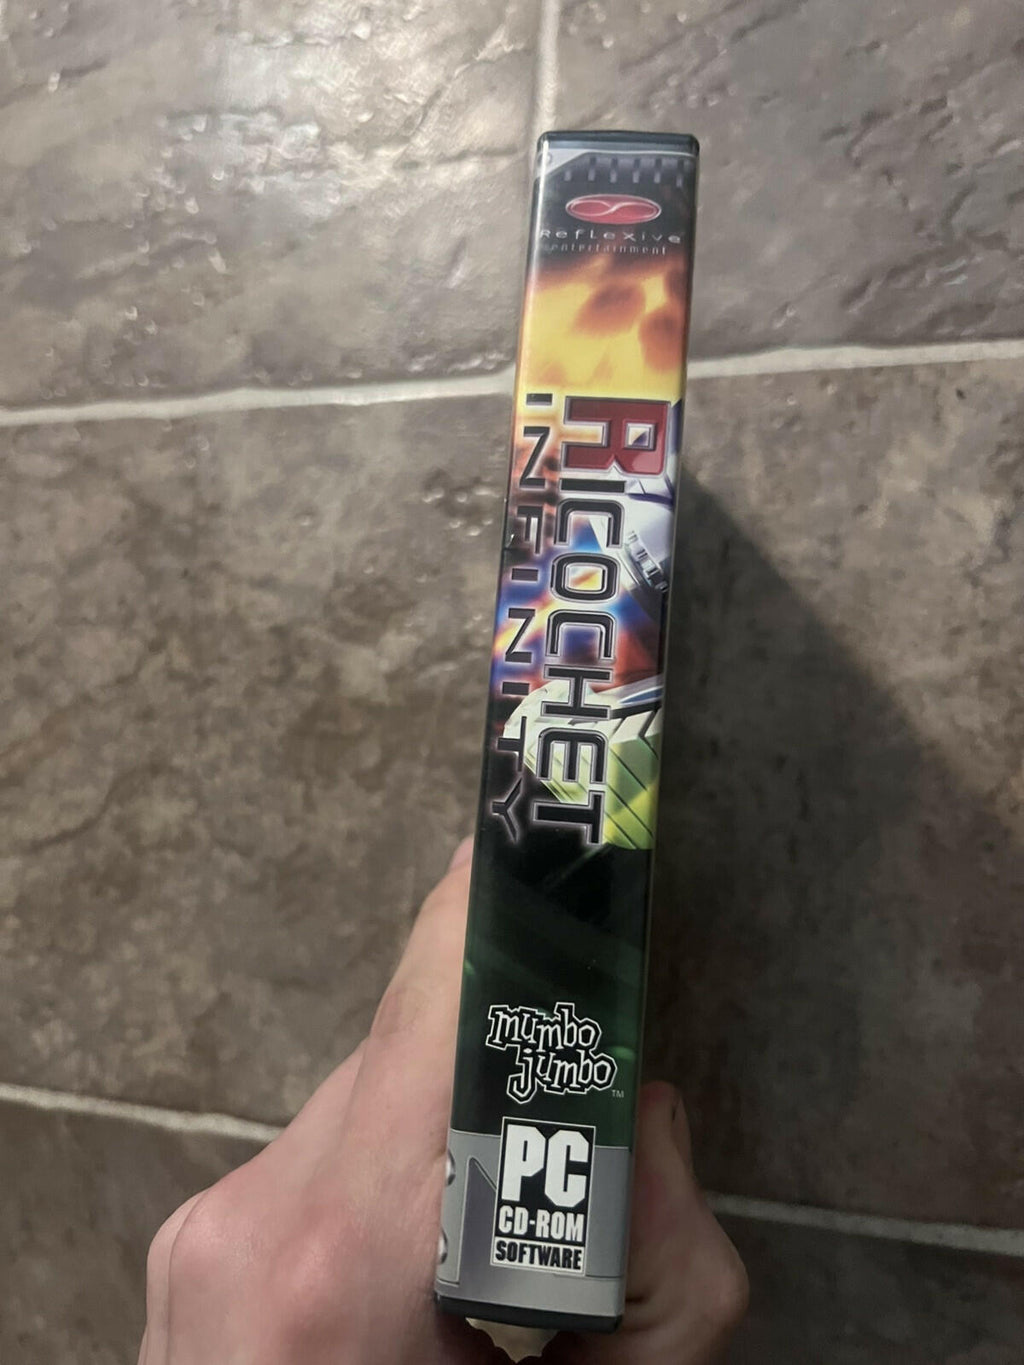 Reflexive
entertainment
RICOCHET
INFINITY
mumbo
jumbo
TM
PC
CD-ROM
SOFTWARE